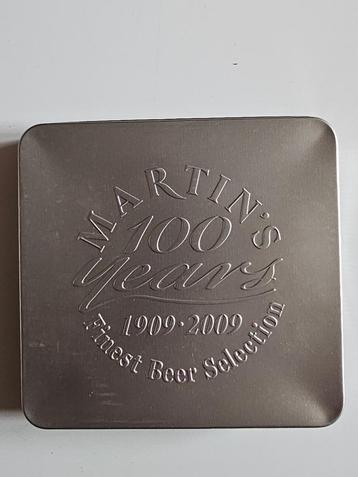 MARTIN'S
100
years
1909·2009
Finest Beer Selection